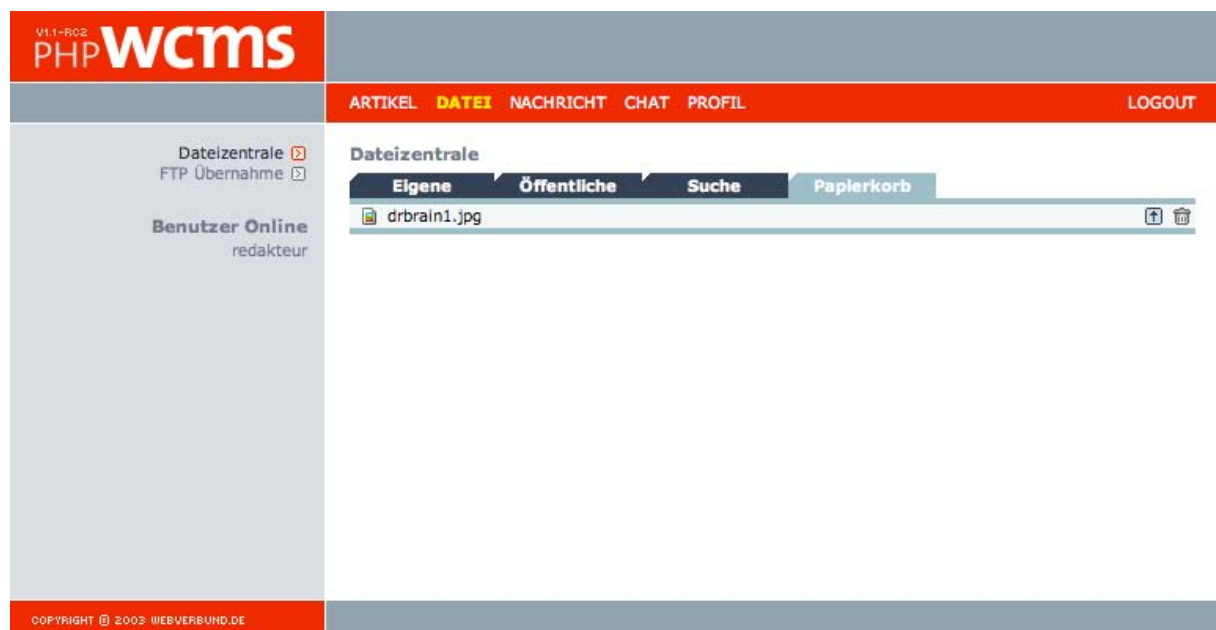 V1.1-RC2
PHPWCMS
ARTIKEL DATEI NACHRICHT CHAT PROFIL LOGOUT
Dateizentrale
FTP Übernahme
Benutzer Online
redakteur
Dateizentrale
Eigene Öffentliche Suche Papierkorb
drbrain1.jpg
COPYRIGHT © 2003 WEBVERBUND.DE